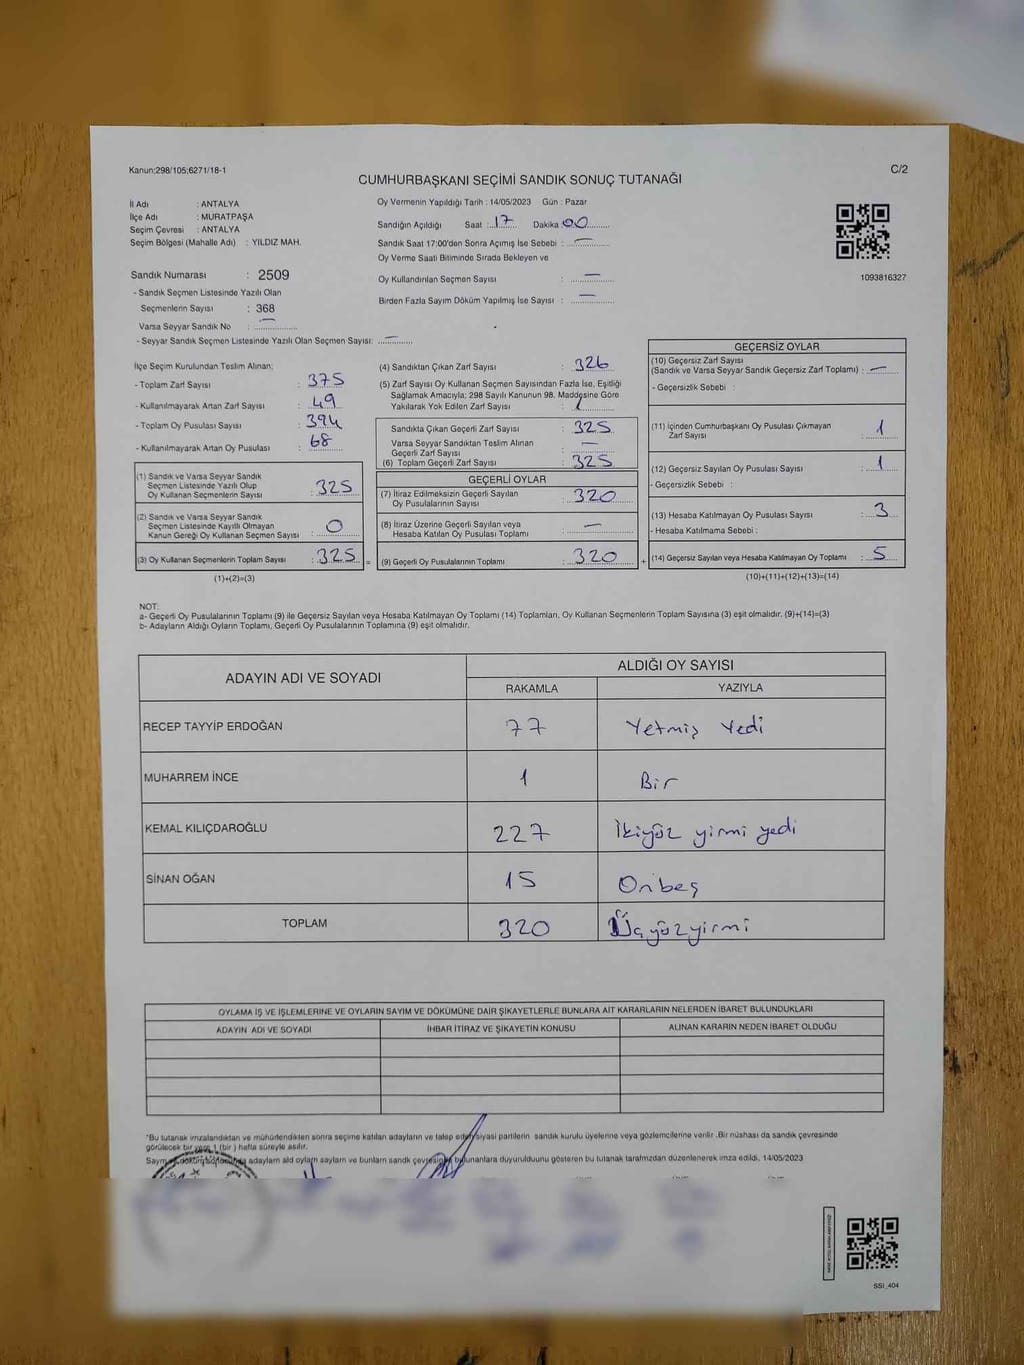 Kanun;298/105;6271/18-1
C/2
CUMHURBAŞKANI SEÇİMİ SANDIK SONUÇ TUTANAĞI
İl Adı : ANTALYA
İlçe Adı : MURATPAŞA
Seçim Çevresi : ANTALYA
Seçim Bölgesi (Mahalle Adı) : YILDIZ MAH.
Sandık Numarası : 2509
- Sandık Seçmen Listesinde Yazılı Olan
Seçmenlerin Sayısı : 368
Varsa Seyyar Sandık No : —
- Seyyar Sandık Seçmen Listesinde Yazılı Olan Seçmen Sayısı: —
Oy Vermenin Yapıldığı Tarih : 14/05/2023 Gün : Pazar
Sandığın Açıldığı Saat : 17 Dakika : 00
Sandık Saat 17:00'den Sonra Açımış İse Sebebi : —
Oy Verme Saati Bitiminde Sırada Bekleyen ve
Oy Kullandırılan Seçmen Sayısı : —
Birden Fazla Sayım Döküm Yapılmış İse Sayısı : —
1093816327
İlçe Seçim Kurulundan Teslim Alınan;
- Toplam Zarf Sayısı : 375
- Kullanılmayarak Artan Zarf Sayısı : 49
- Toplam Oy Pusulası Sayısı : 394
- Kullanılmayarak Artan Oy Pusulası : 68
(1) Sandık ve Varsa Seyyar Sandık
Seçmen Listesinde Yazılı Olup
Oy Kullanan Seçmenlerin Sayısı : 325
(2) Sandık ve Varsa Seyyar Sandık
Seçmen Listesinde Kayıtlı Olmayan
Kanun Gereği Oy Kullanan Seçmen Sayısı : 0
(3) Oy Kullanan Seçmenlerin Toplam Sayısı : 325
(1)+(2)=(3)
(4) Sandıktan Çıkan Zarf Sayısı : 326
(5) Zarf Sayısı Oy Kullanan Seçmen Sayısından Fazla İse, Eşitliği
Sağlamak Amacıyla; 298 Sayılı Kanunun 98. Maddesine Göre
Yakılarak Yok Edilen Zarf Sayısı : 1
Sandıkta Çıkan Geçerli Zarf Sayısı : 325
Varsa Seyyar Sandıktan Teslim Alınan
Geçerli Zarf Sayısı : —
(6) Toplam Geçerli Zarf Sayısı : 325
GEÇERLİ OYLAR
(7) İtiraz Edilmeksizin Geçerli Sayılan
Oy Pusulalarının Sayısı : 320
(8) İtiraz Üzerine Geçerli Sayılan veya
Hesaba Katılan Oy Pusulası Toplamı : —
= (9) Geçerli Oy Pusulalarının Toplamı : 320
GEÇERSİZ OYLAR
(10) Geçersiz Zarf Sayısı
(Sandık ve Varsa Seyyar Sandık Geçersiz Zarf Toplamı) : —
- Geçersizlik Sebebi :
(11) İçinden Cumhurbaşkanı Oy Pusulası Çıkmayan
Zarf Sayısı : 1
(12) Geçersiz Sayılan Oy Pusulası Sayısı : 1
- Geçersizlik Sebebi :
(13) Hesaba Katılmayan Oy Pusulası Sayısı : 3
- Hesaba Katılmama Sebebi :
+ (14) Geçersiz Sayılan veya Hesaba Katılmayan Oy Toplamı : 5
(10)+(11)+(12)+(13)=(14)
NOT:
a- Geçerli Oy Pusulalarının Toplamı (9) ile Geçersiz Sayılan veya Hesaba Katılmayan Oy Toplamı (14) Toplamları, Oy Kullanan Seçmenlerin Toplam Sayısına (3) eşit olmalıdır. (9)+(14)=(3)
b- Adayların Aldığı Oyların Toplamı, Geçerli Oy Pusulalarının Toplamına (9) eşit olmalıdır.
ADAYIN ADI VE SOYADI
ALDIĞI OY SAYISI
RAKAMLA YAZIYLA
RECEP TAYYİP ERDOĞAN 77 Yetmiş Yedi
MUHARREM İNCE 1 Bir
KEMAL KILIÇDAROĞLU 227 İkiyüz yirmi yedi
SİNAN OĞAN 15 Onbeş
TOPLAM 320 Üçyüzyirmi
OYLAMA İŞ VE İŞLEMLERİNE VE OYLARIN SAYIM VE DÖKÜMÜNE DAİR ŞİKAYETLERLE BUNLARA AİT KARARLARIN NELERDEN İBARET BULUNDUKLARI
ADAYIN ADI VE SOYADI İHBAR İTİRAZ VE ŞİKAYETİN KONUSU ALINAN KARARIN NEDEN İBARET OLDUĞU
*Bu tutanak imzalandıktan ve mühürlendikten sonra seçime katılan adayların ve talep eden siyasi partilerin sandık kurulu üyelerine veya gözlemcilerine verilir. Bir nüshası da sandık çevresinde
görülecek bir yere 1 (bir) hafta süreyle asılır.
adayların ald oyların sayların ve bunların sandk bulunanlara duyurulduunu gösteren bu tutanak tarafmzdan düzenlenerek imza edildi. 14/05/2023
SSI_404